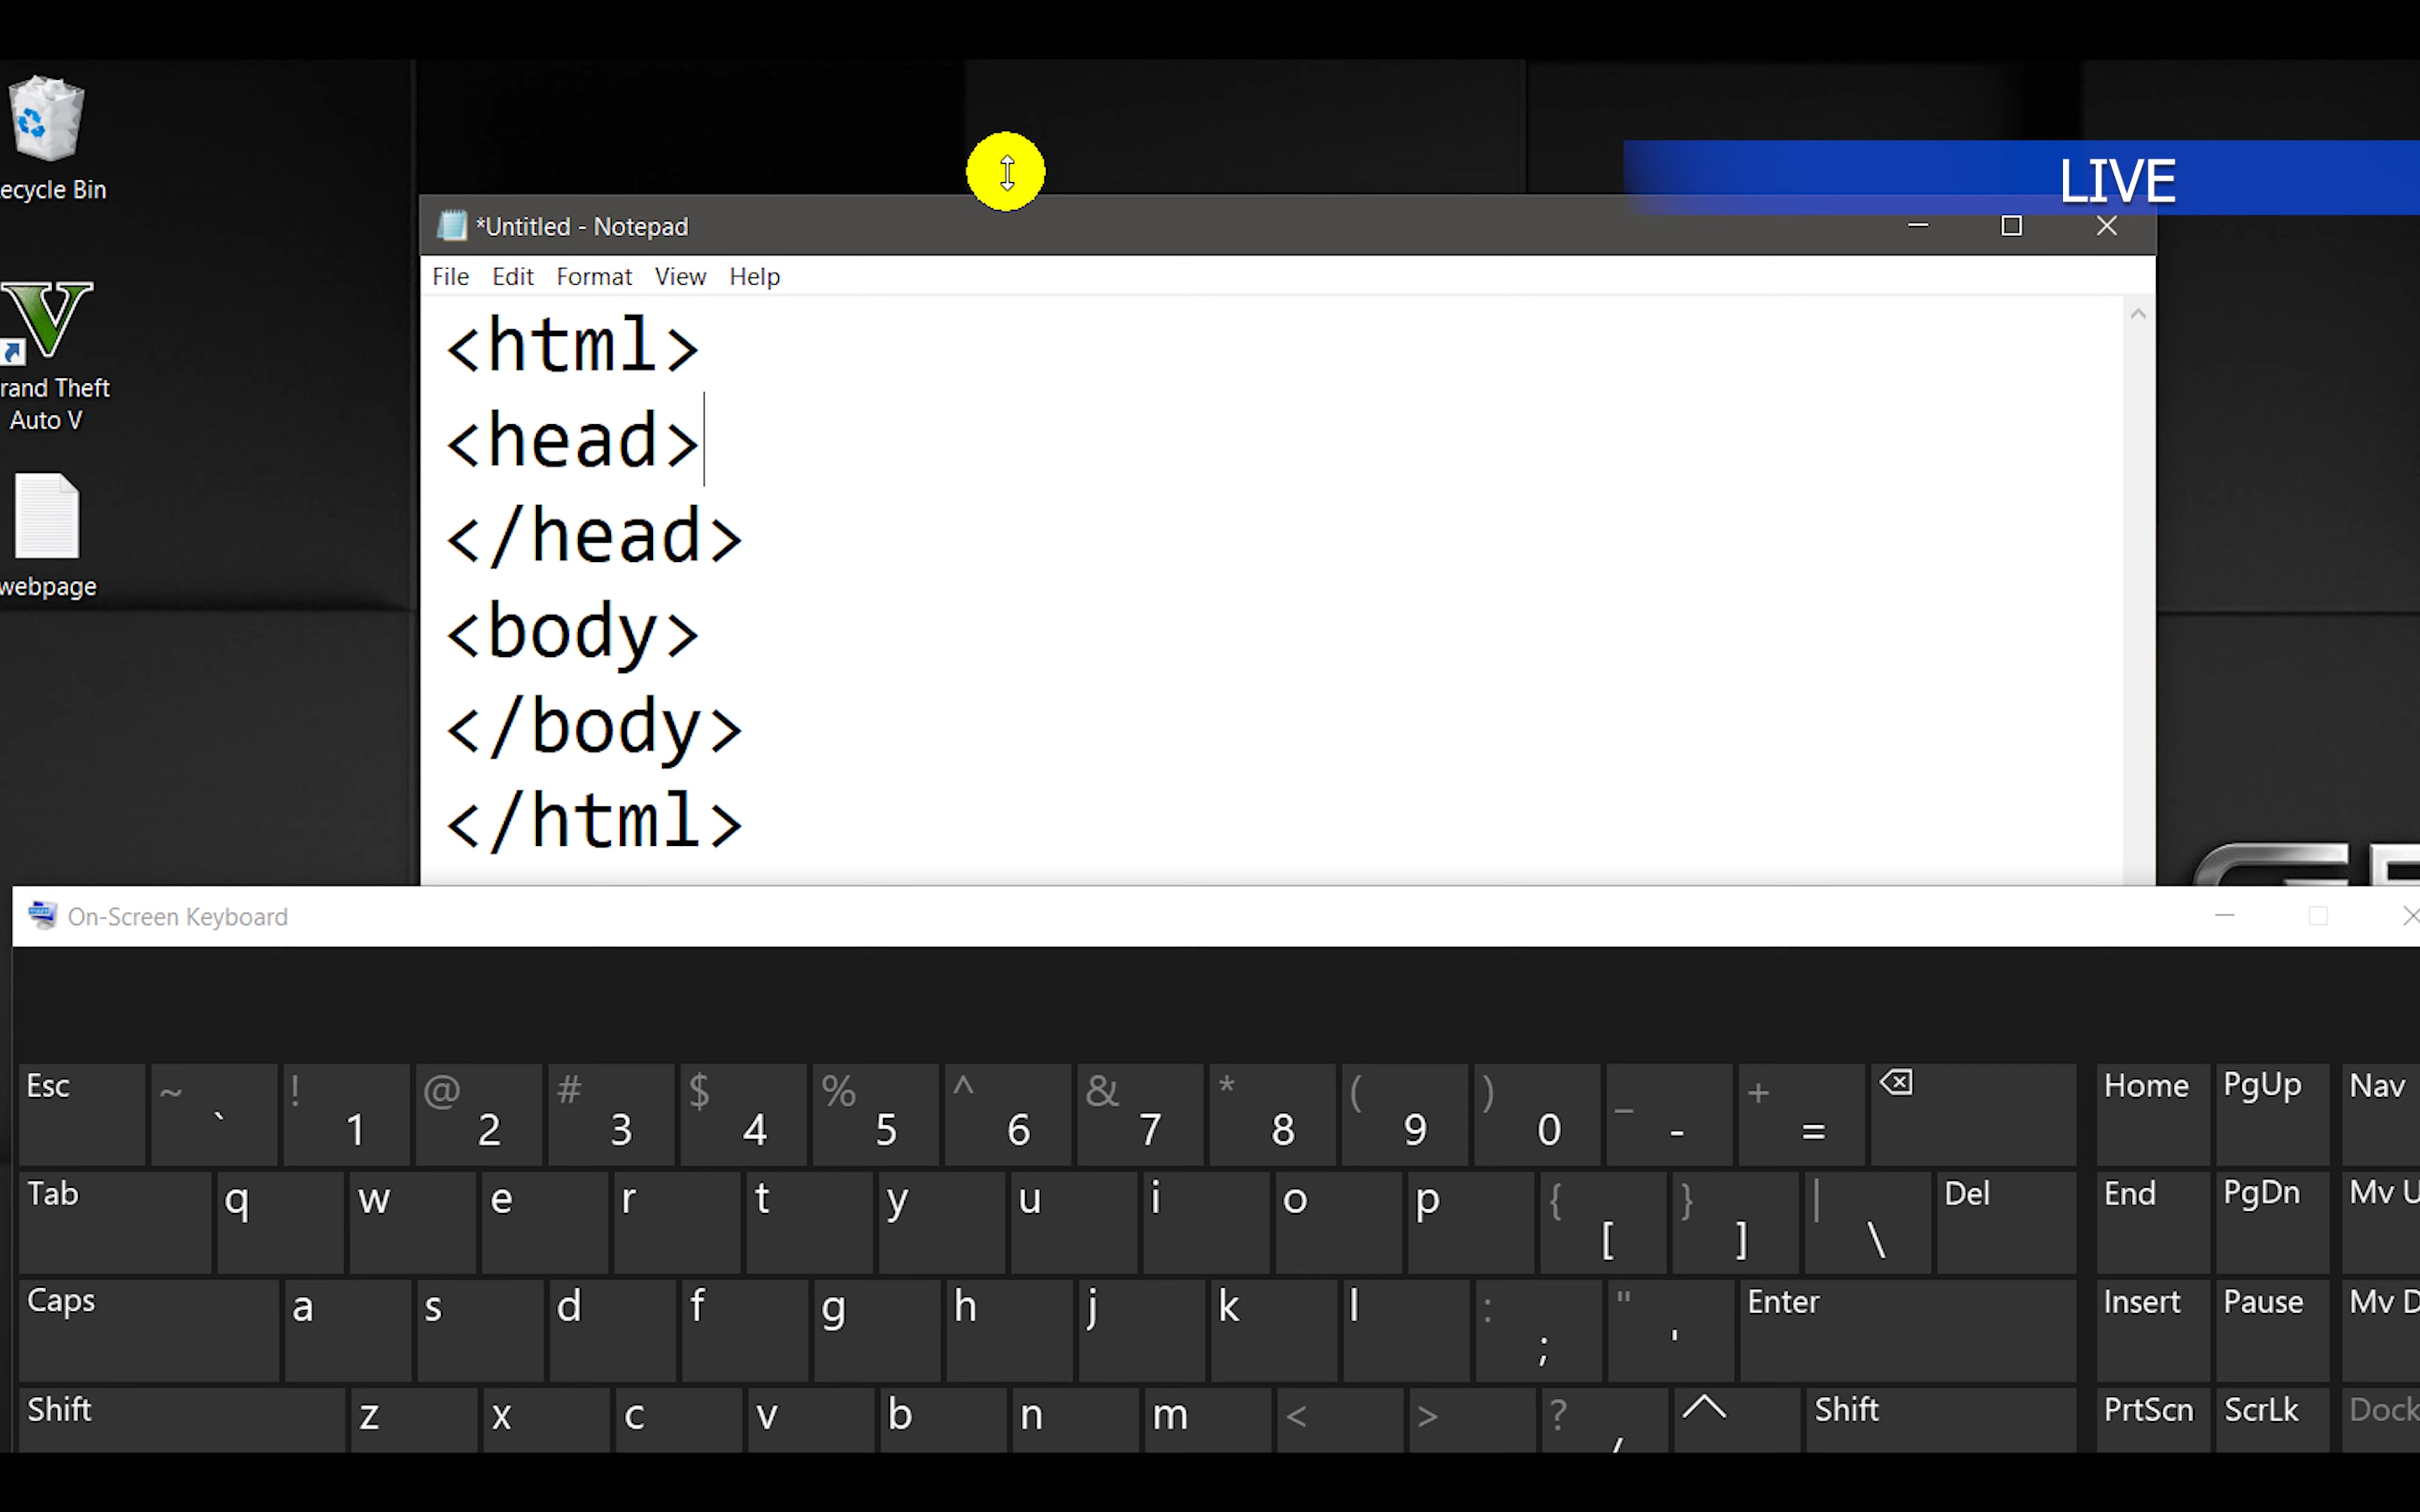 ecycle Bin
LIVE
*Untitled - Notepad
File Edit Format View Help
<html>
rand Theft
Auto V
<head>
</head>
webpage
<body>
</body>
</html>
On-Screen Keyboard
Esc ~ ` ! 1 @ 2 # 3 $ 4 % 5 ^ 6 & 7 * 8 ( 9 ) 0 _ - + = Home PgUp Nav
Tab q w e r t y u i o p { [ } ] | \ Del End PgDn Mv U
Caps a s d f g h j k l : ; " ' Enter Insert Pause Mv D
Shift z x c v b n m < > ? / Shift PrtScn ScrLk Dock